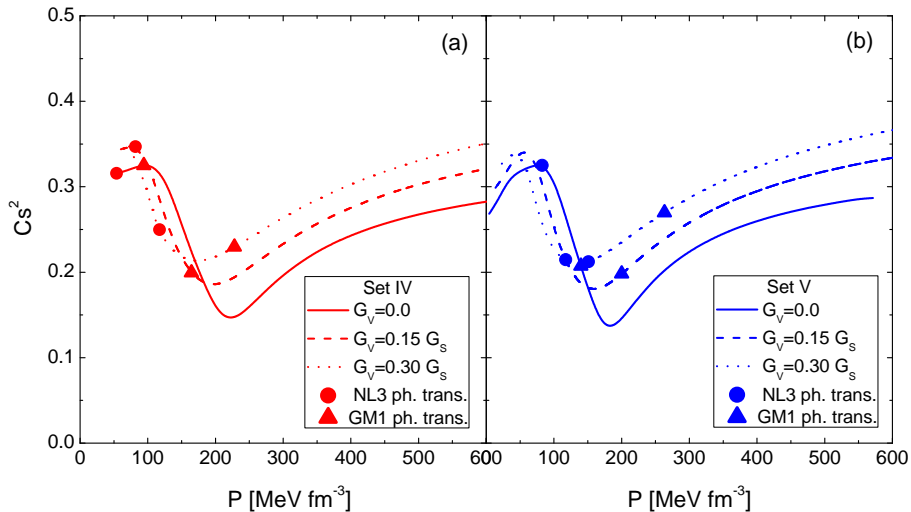 (a)
(b)
0.5
0.4
0.3
0.2
0.1
0.0
Cs²
Set IV
G_V=0.0
G_V=0.15 G_S
G_V=0.30 G_S
NL3 ph. trans.
GM1 ph. trans.
Set V
G_V=0.0
G_V=0.15 G_S
G_V=0.30 G_S
NL3 ph. trans.
GM1 ph. trans.
0 100 200 300 400 500 600
0 100 200 300 400 500 600
P [MeV fm⁻³]
P [MeV fm⁻³]